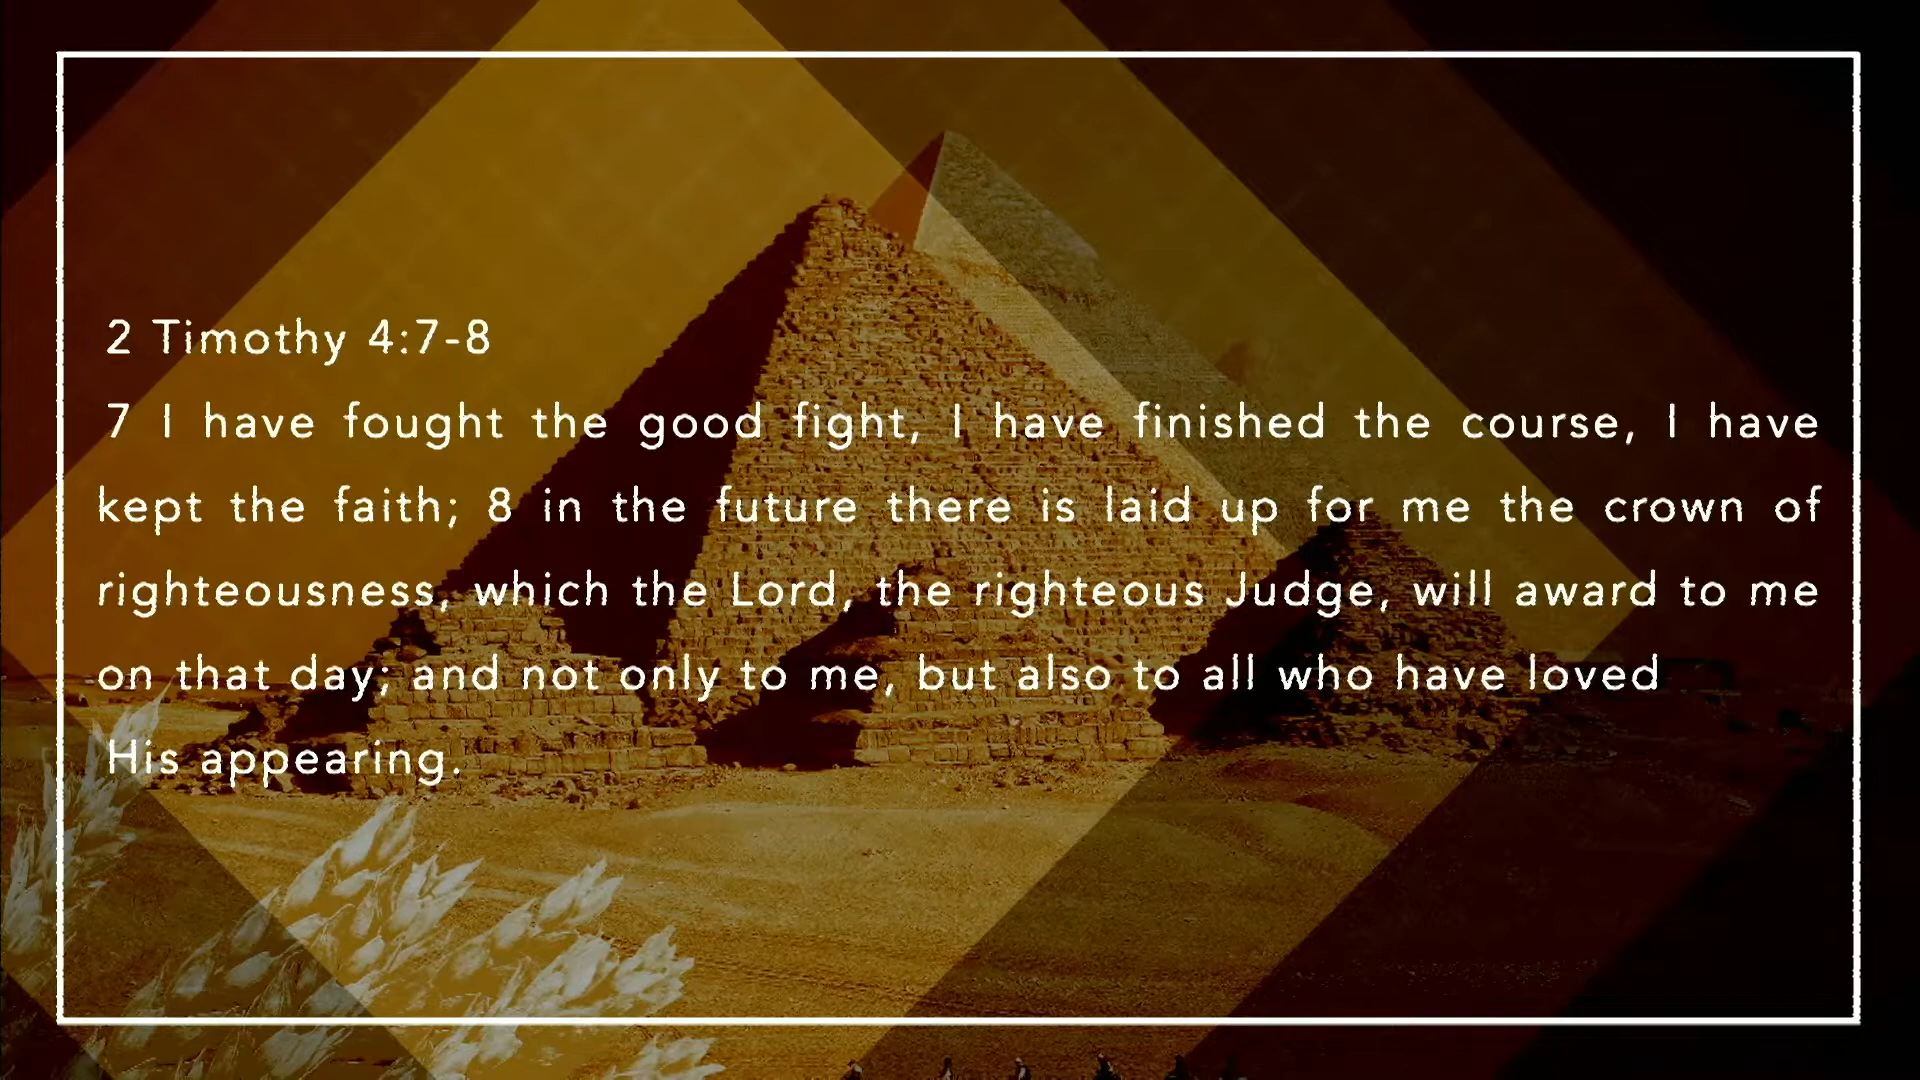 2 Timothy 4:7-8
7 I have fought the good fight, I have finished the course, I have
kept the faith; 8 in the future there is laid up for me the crown of
righteousness, which the Lord, the righteous Judge, will award to me
on that day; and not only to me, but also to all who have loved
His appearing.